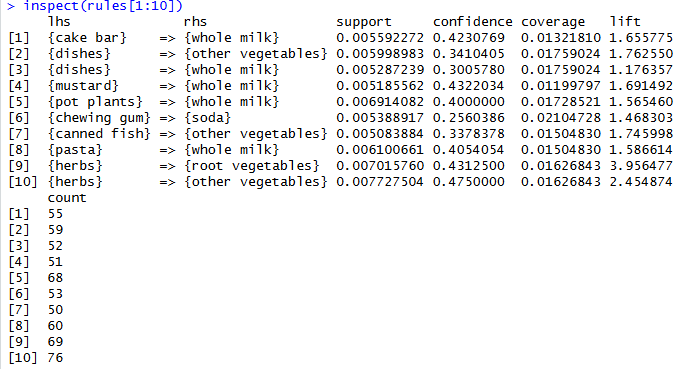 > inspect(rules[1:10])
     lhs              rhs                support     confidence coverage   lift
[1]  {cake bar}    => {whole milk}       0.005592272 0.4230769  0.01321810 1.655775
[2]  {dishes}      => {other vegetables} 0.005998983 0.3410405  0.01759024 1.762550
[3]  {dishes}      => {whole milk}       0.005287239 0.3005780  0.01759024 1.176357
[4]  {mustard}     => {whole milk}       0.005185562 0.4322034  0.01199797 1.691492
[5]  {pot plants}  => {whole milk}       0.006914082 0.4000000  0.01728521 1.565460
[6]  {chewing gum} => {soda}             0.005388917 0.2560386  0.02104728 1.468303
[7]  {canned fish} => {other vegetables} 0.005083884 0.3378378  0.01504830 1.745998
[8]  {pasta}       => {whole milk}       0.006100661 0.4054054  0.01504830 1.586614
[9]  {herbs}       => {root vegetables}  0.007015760 0.4312500  0.01626843 3.956477
[10] {herbs}       => {other vegetables} 0.007727504 0.4750000  0.01626843 2.454874
     count
[1]  55
[2]  59
[3]  52
[4]  51
[5]  68
[6]  53
[7]  50
[8]  60
[9]  69
[10] 76